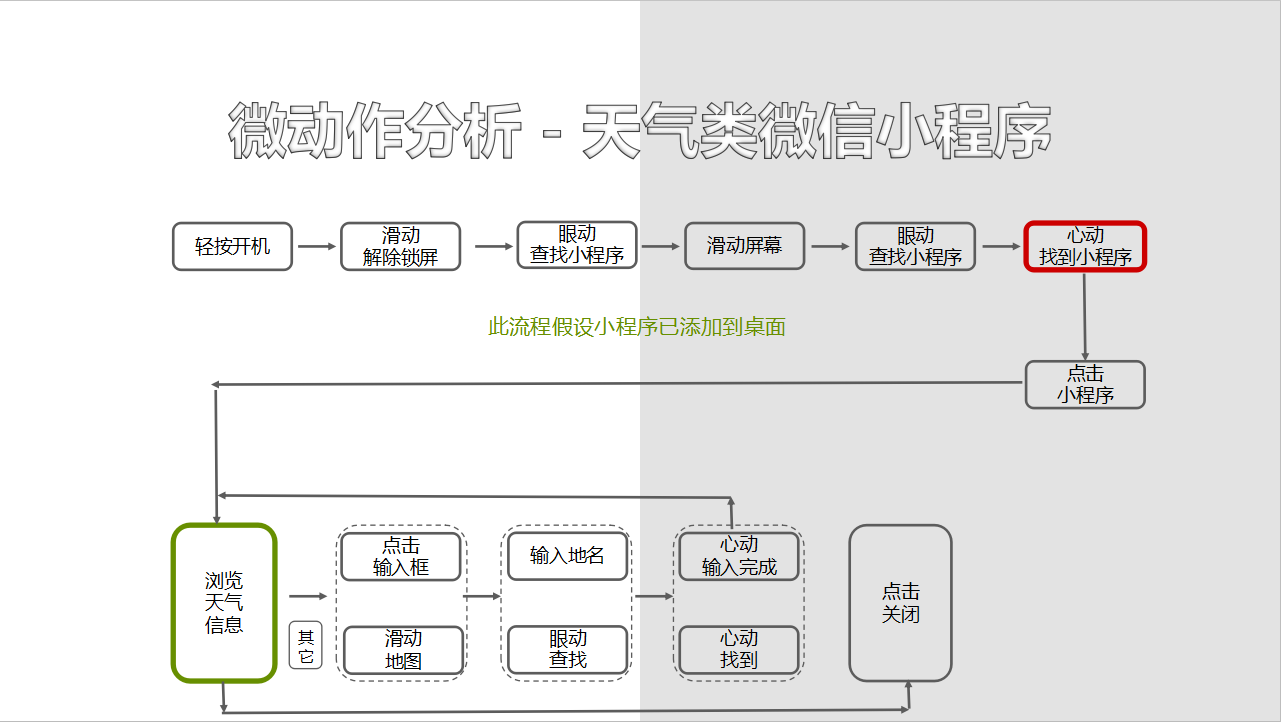 微动作分析 - 天气类微信小程序
轻按开机
滑动
解除锁屏
眼动
查找小程序
滑动屏幕
眼动
查找小程序
心动
找到小程序
此流程假设小程序已添加到桌面
点击
小程序
浏览
天气
信息
其
它
点击
输入框
滑动
地图
输入地名
眼动
查找
心动
输入完成
心动
找到
点击
关闭